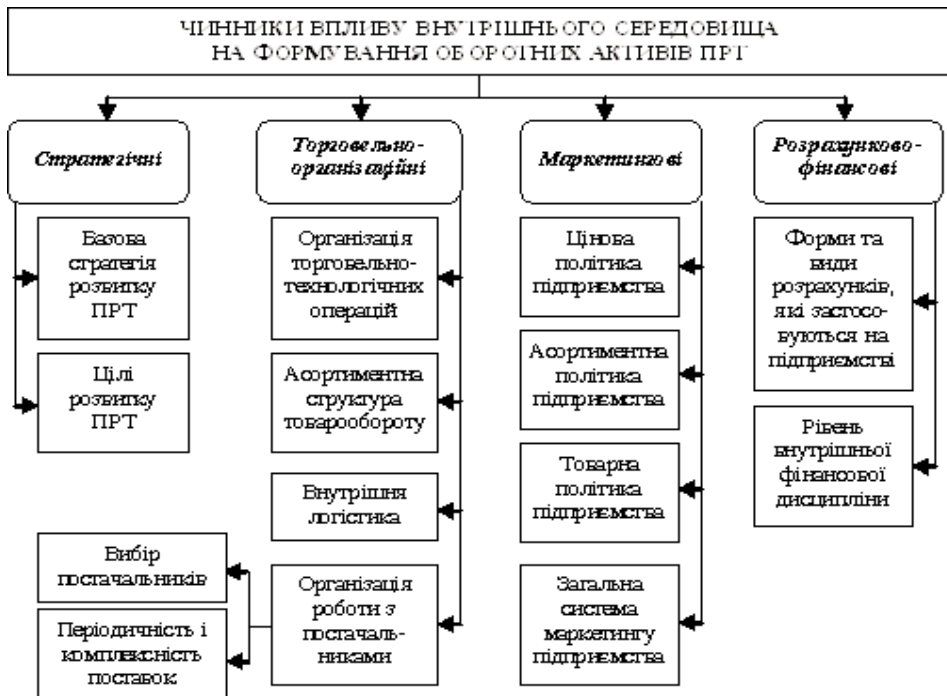 ЧИННИКИ ВПЛИВУ ВНУТРІШНЬОГО СЕРЕДОВИЩА
НА ФОРМУВАННЯ ОБОРОТНИХ АКТИВІВ ПРТ
Стратегічні
Базова
стратегія
розвитку
ПРТ
Цілі
розвитку
ПРТ
Торговельно-
організаційні
Організація
торговельно-
технологічних
операцій
Асортиментна
структура
товарообороту
Внутрішня
логістика
Організація
роботи з
постачаль-
никами
Вибір
постачальників
Періодичність і
комплексність
поставок
Маркетингові
Цінова
політика
підприємства
Асортиментна
політика
підприємства
Товарна
політика
підприємства
Загальна
система
маркетингу
підприємства
Розрахунково-
фінансові
Форми та
види
розрахунків,
які застосо-
вуються на
підприємстві
Рівень
внутрішньої
фінансової
дисципліни